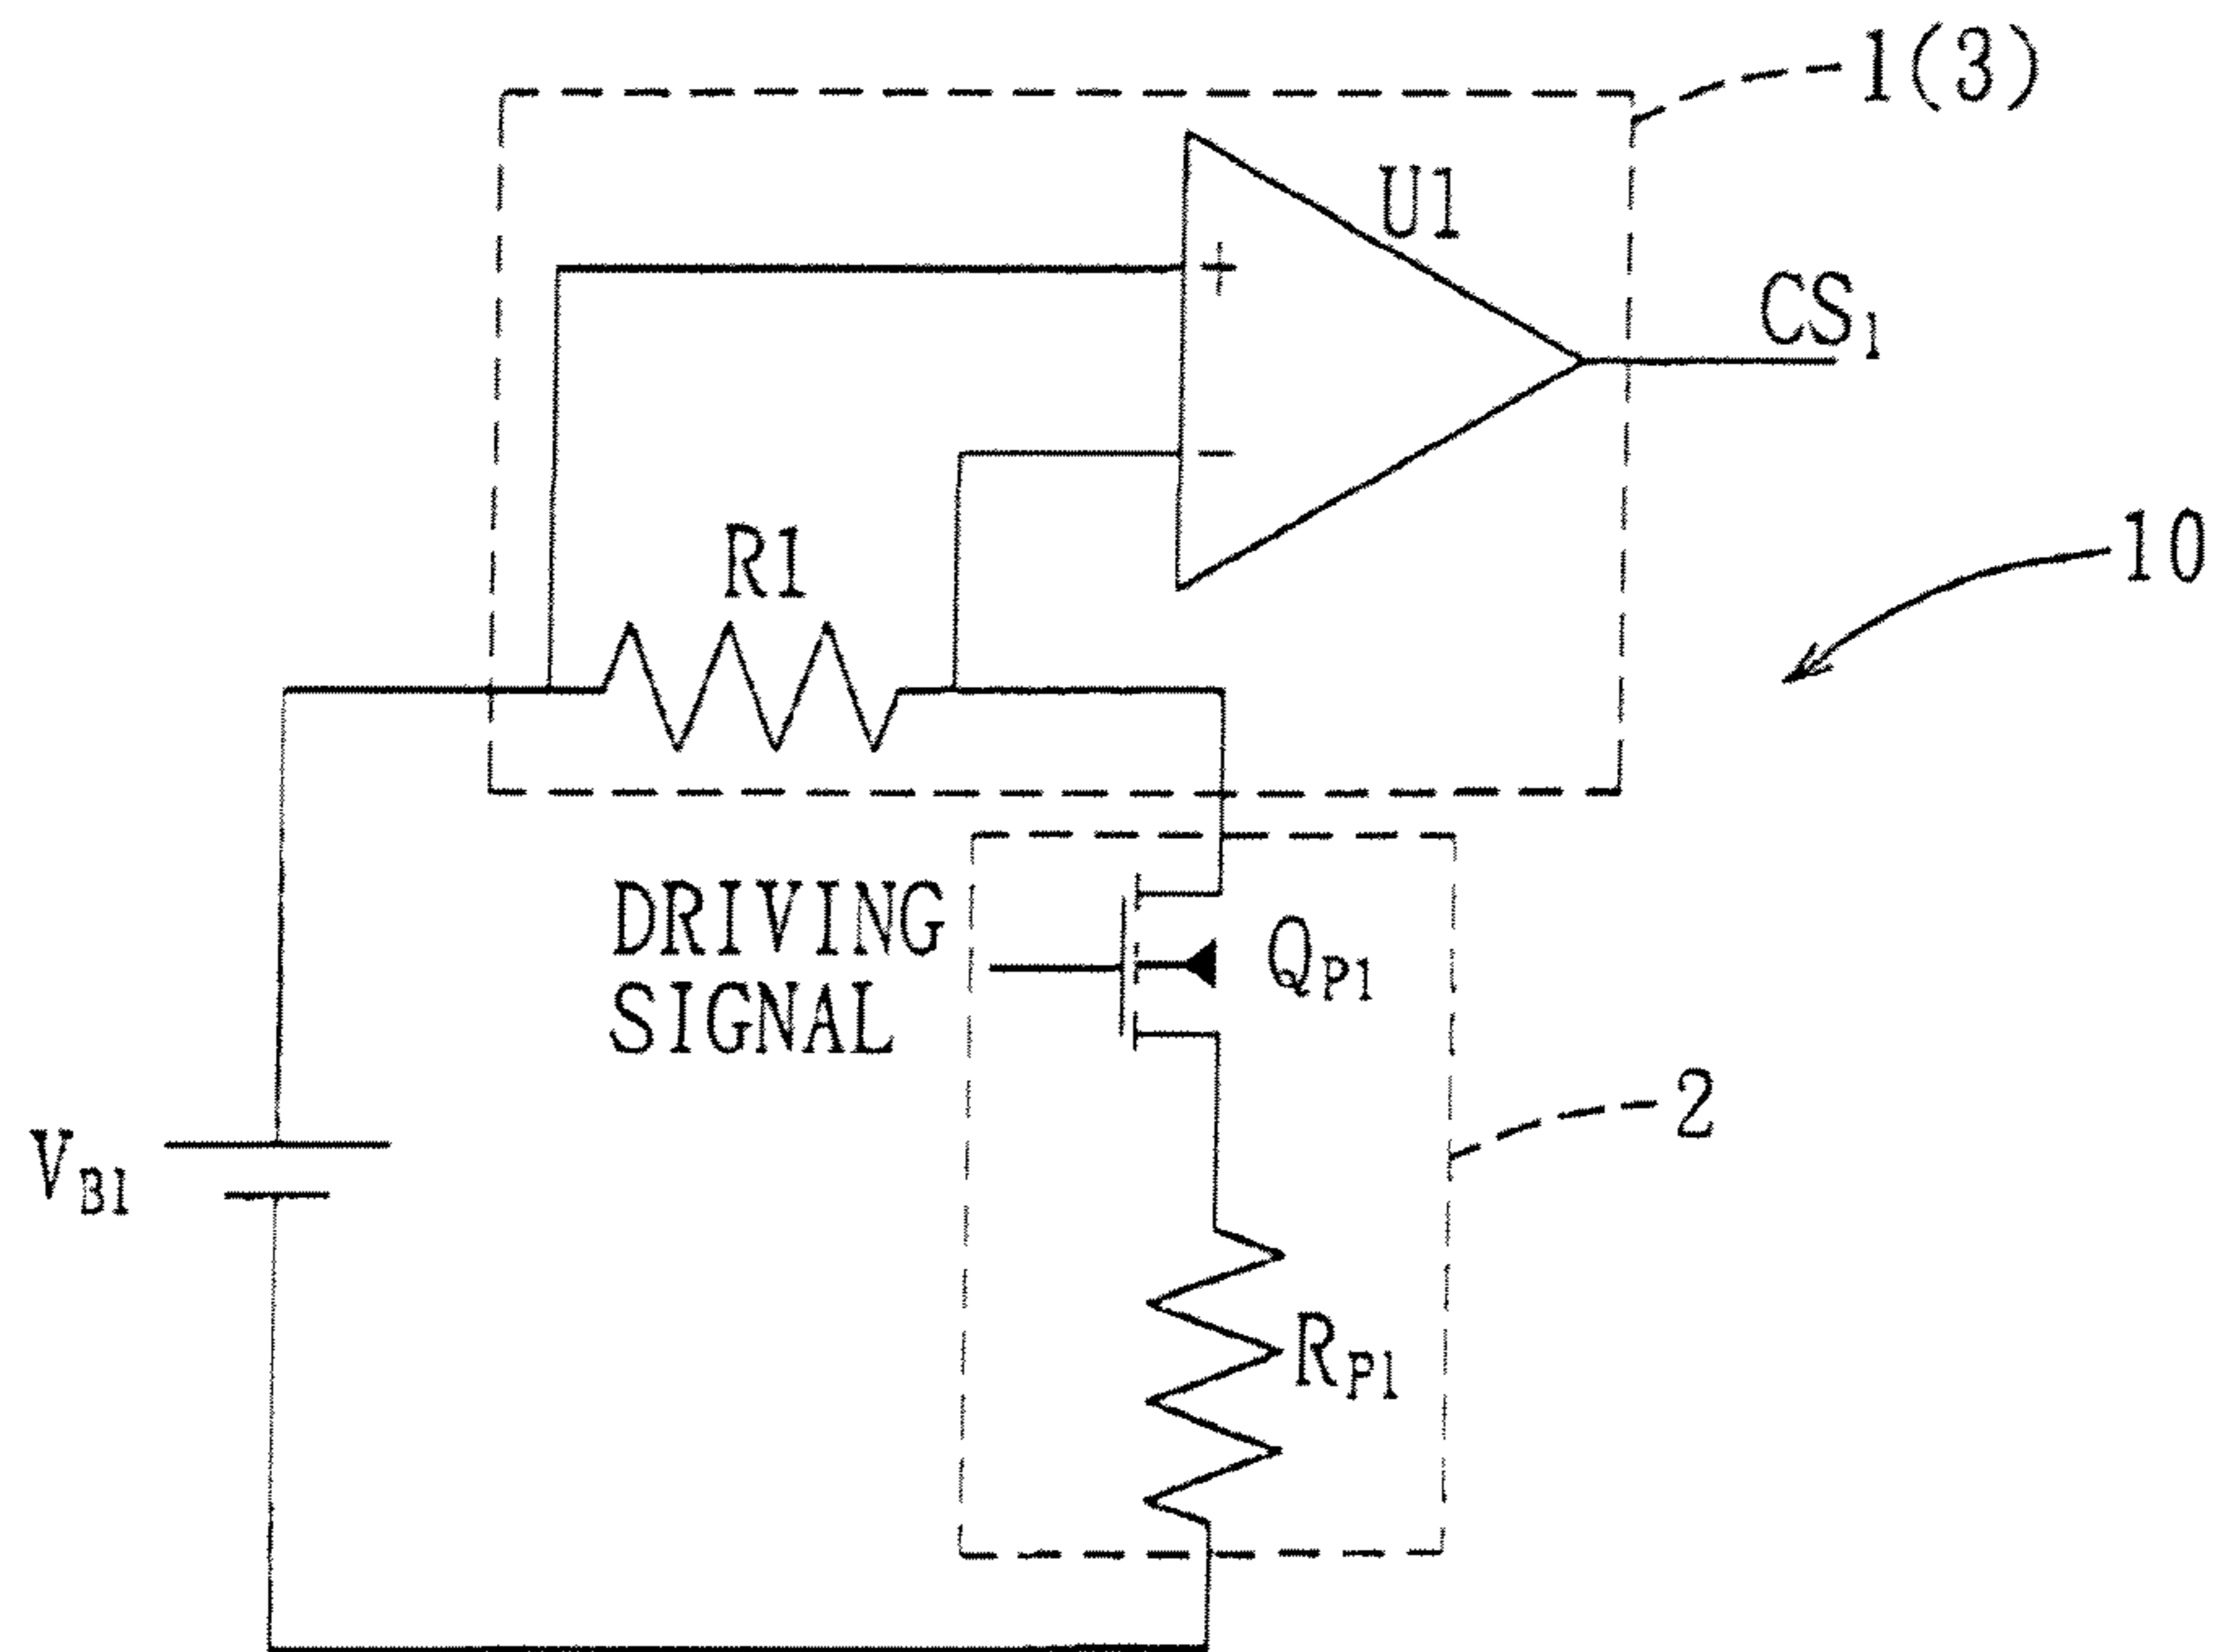 1(3)
U1
+
CS1
-
10
R1
DRIVING
SIGNAL
QP1
2
VB1
RP1